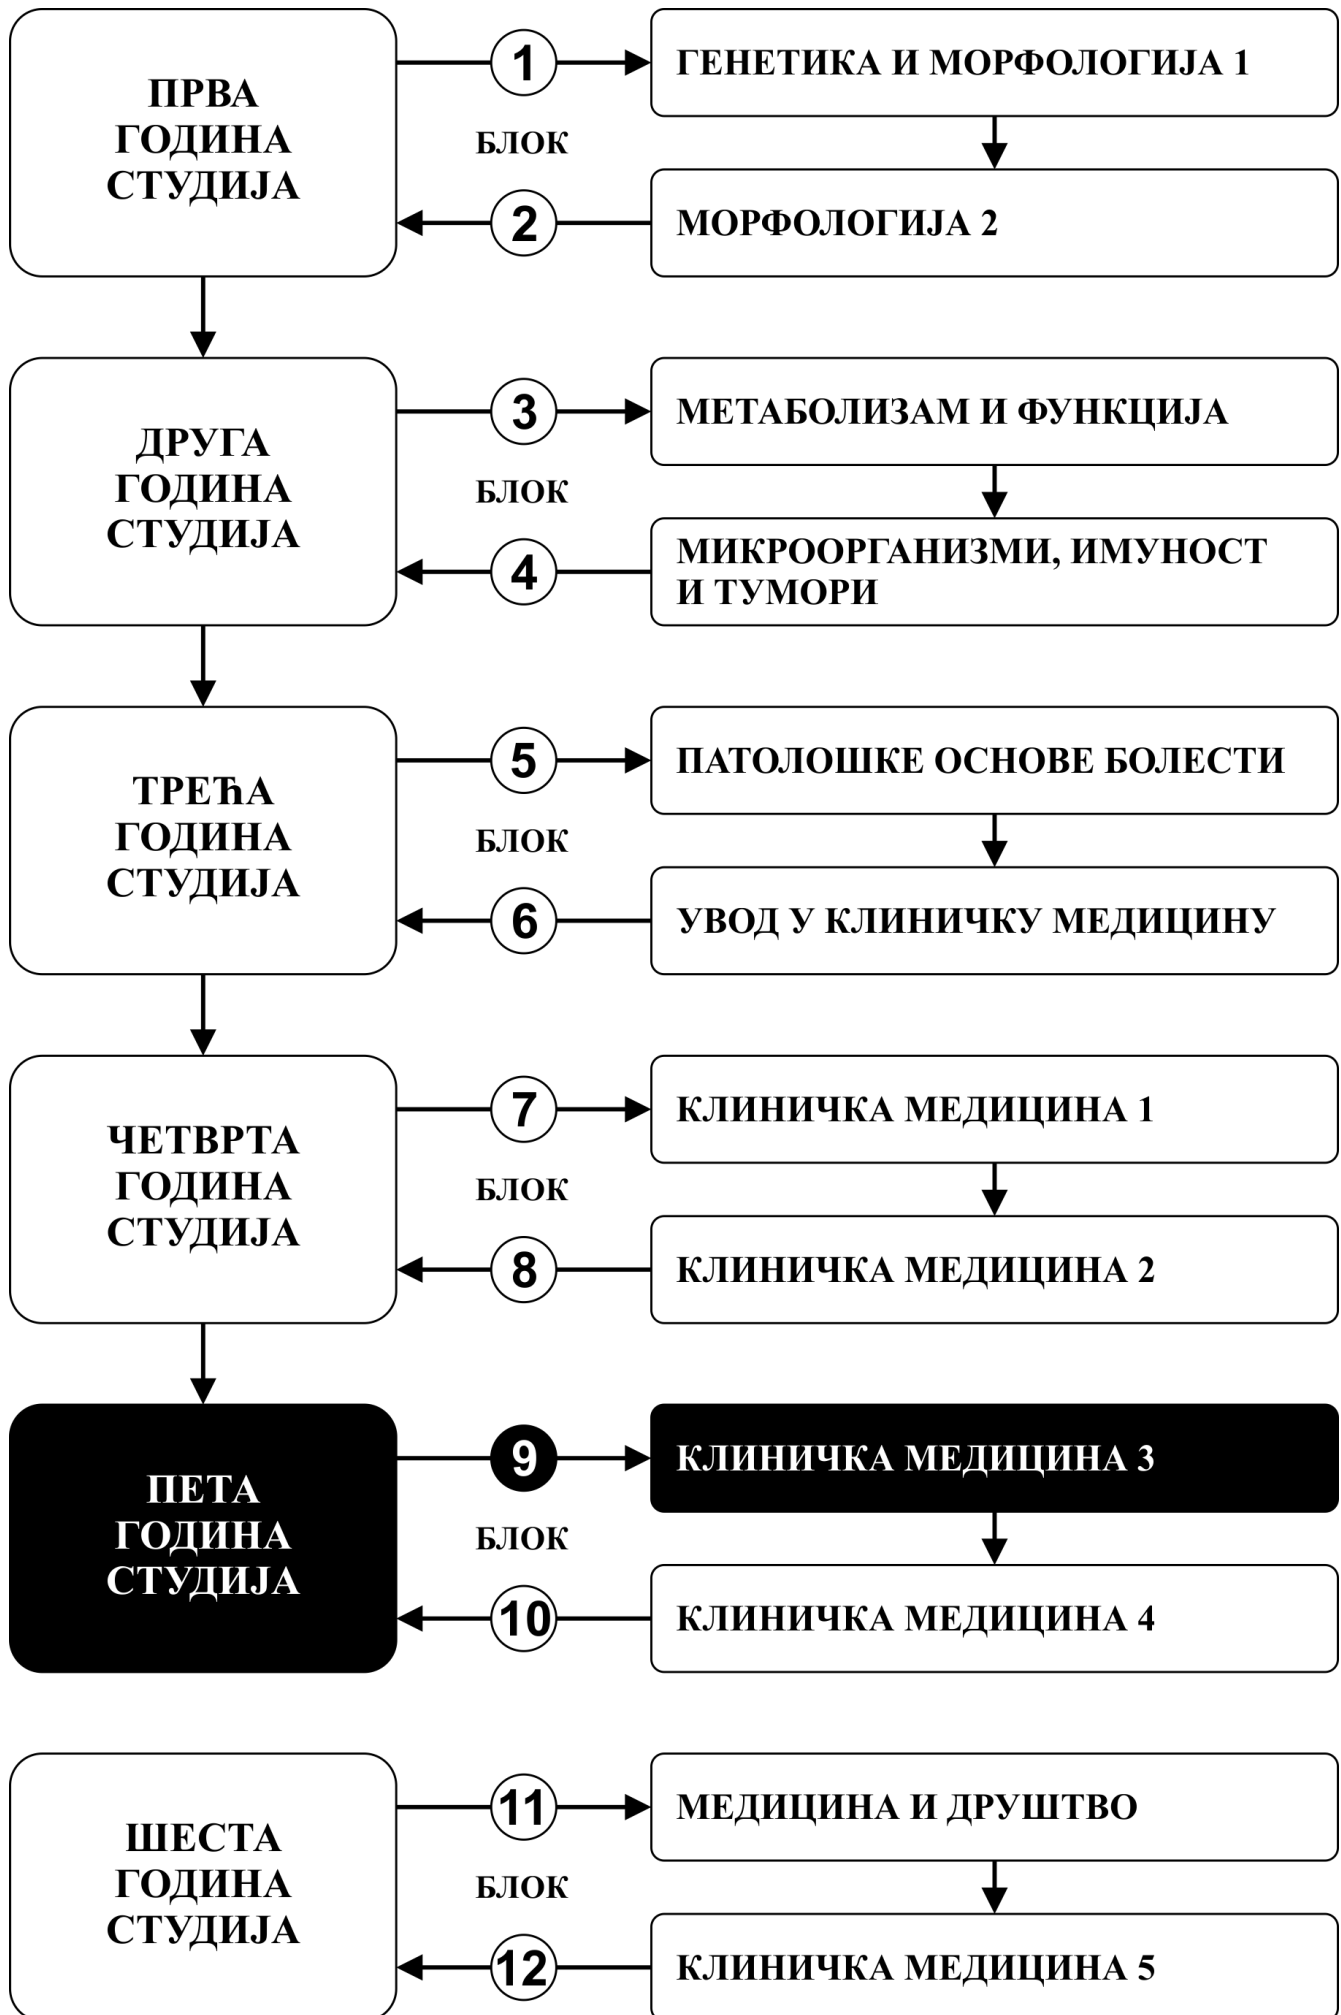 ПРВА
ГОДИНА
СТУДИЈА
1
ГЕНЕТИКА И МОРФОЛОГИЈА 1
БЛОК
2
МОРФОЛОГИЈА 2
ДРУГА
ГОДИНА
СТУДИЈА
3
МЕТАБОЛИЗАМ И ФУНКЦИЈА
БЛОК
4
МИКРООРГАНИЗМИ, ИМУНОСТ
И ТУМОРИ
ТРЕЋА
ГОДИНА
СТУДИЈА
5
ПАТОЛОШКЕ ОСНОВЕ БОЛЕСТИ
БЛОК
6
УВОД У КЛИНИЧКУ МЕДИЦИНУ
ЧЕТВРТА
ГОДИНА
СТУДИЈА
7
КЛИНИЧКА МЕДИЦИНА 1
БЛОК
8
КЛИНИЧКА МЕДИЦИНА 2
ПЕТА
ГОДИНА
СТУДИЈА
9
КЛИНИЧКА МЕДИЦИНА 3
БЛОК
10
КЛИНИЧКА МЕДИЦИНА 4
ШЕСТА
ГОДИНА
СТУДИЈА
11
МЕДИЦИНА И ДРУШТВО
БЛОК
12
КЛИНИЧКА МЕДИЦИНА 5